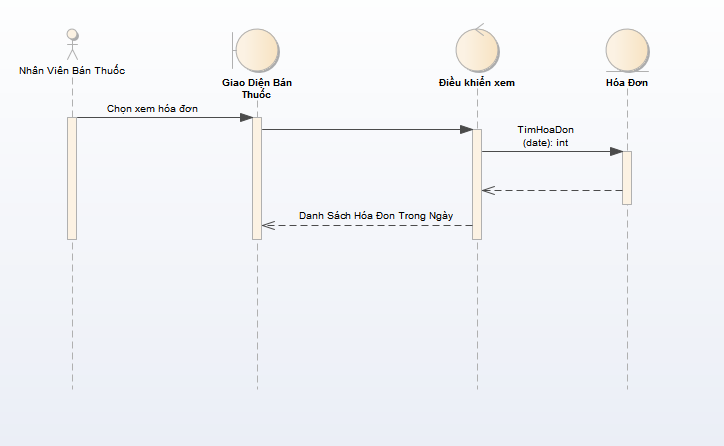 Nhân Viên Bán Thuốc
Giao Diện Bán
Thuốc
Điều khiển xem
Hóa Đơn
Chọn xem hóa đơn
TimHoaDon
(date): int
Danh Sách Hóa Đon Trong Ngày